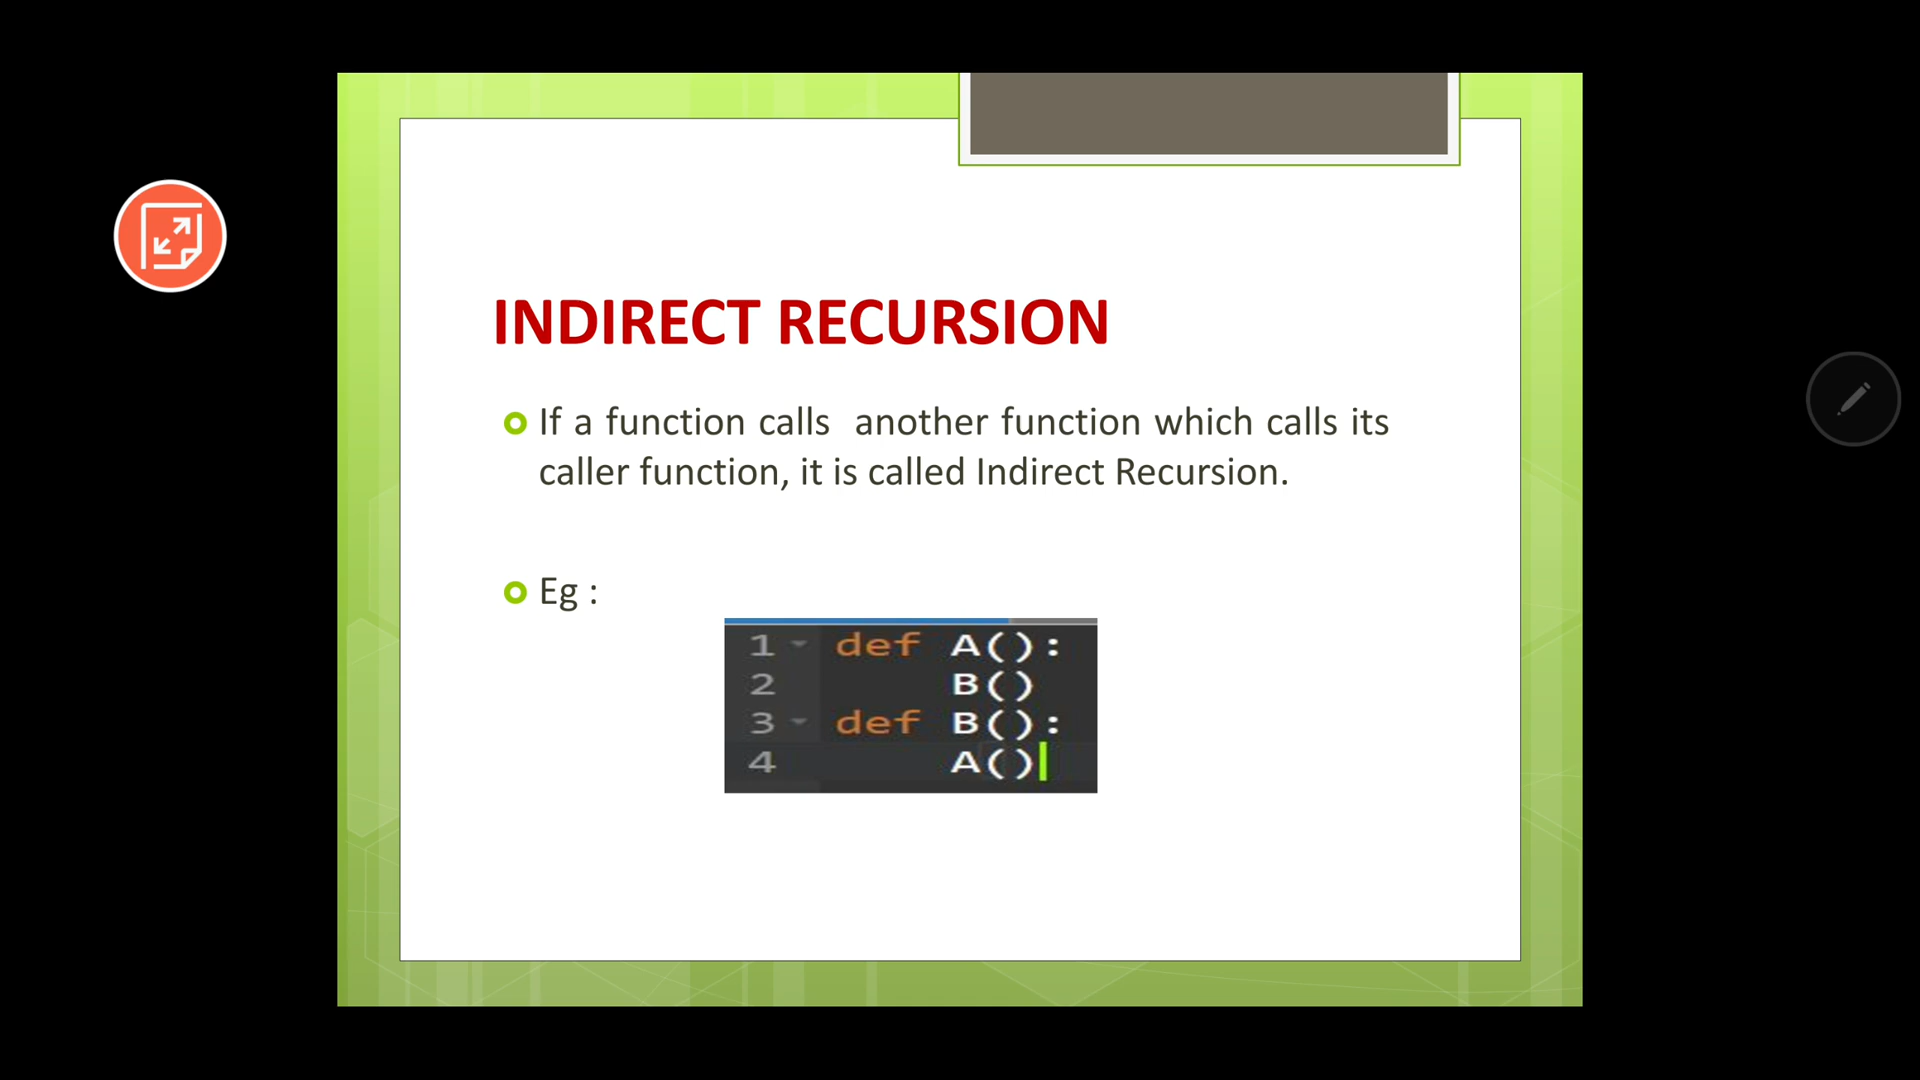 INDIRECT RECURSION
If a function calls  another function which calls its
caller function, it is called Indirect Recursion.
Eg :
1 def A():
2 B()
3 def B():
4 A()